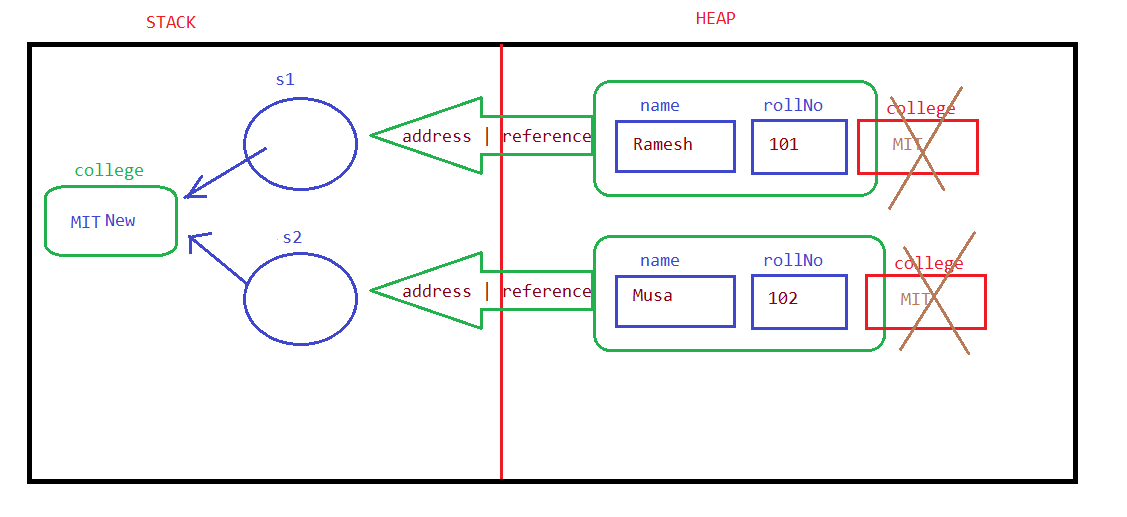 STACK
HEAP
s1
name
rollNo
college
address | reference
Ramesh
101
MIT
college
MIT New
s2
name
rollNo
college
address | reference
Musa
102
MIT